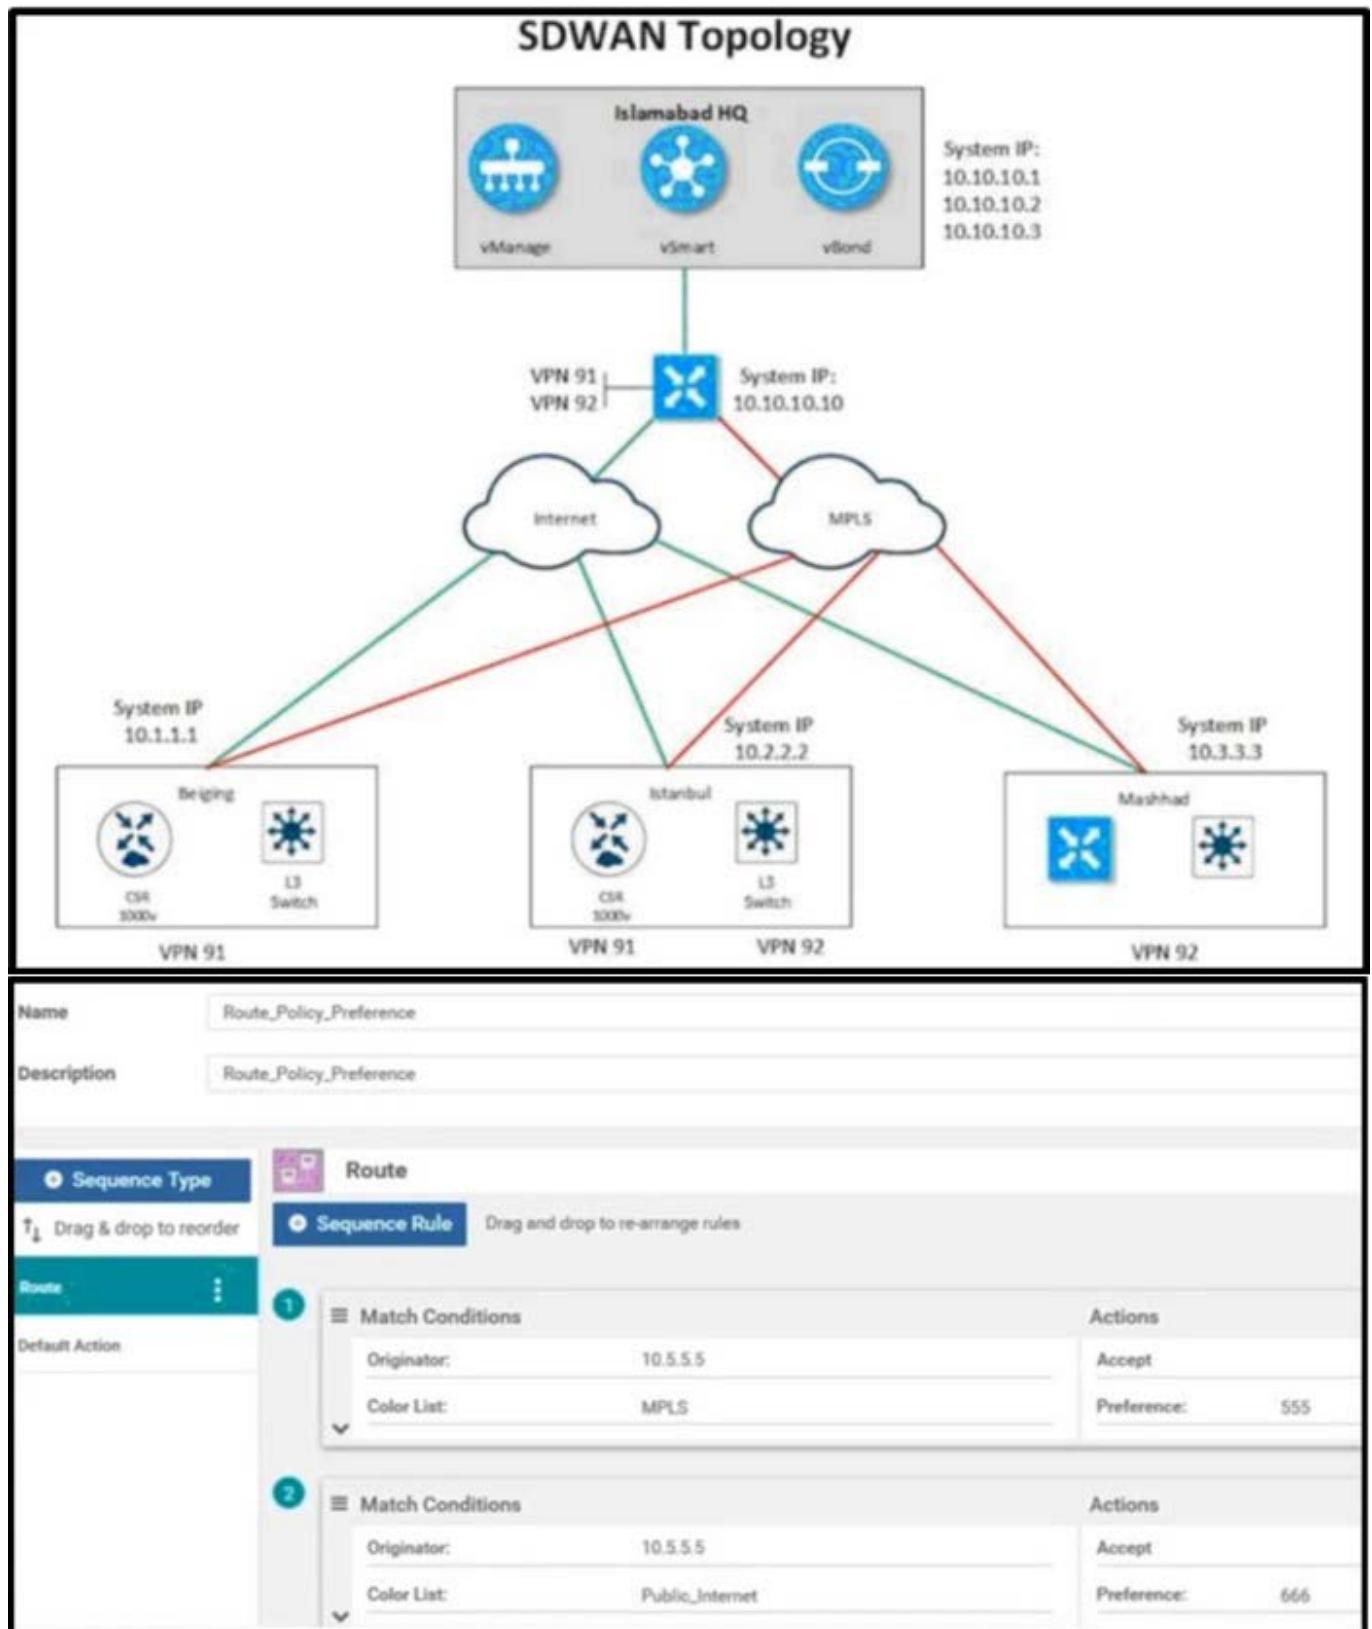 SDWAN Topology
Islamabad HQ
vManage
vSmart
vBond
System IP:
10.10.10.1
10.10.10.2
10.10.10.3
VPN 91
VPN 92
System IP:
10.10.10.10
Internet
MPLS
System IP
10.1.1.1
System IP
10.2.2.2
System IP
10.3.3.3
Beiging
CSR
1000v
L3
Switch
VPN 91
Istanbul
CSR
1000v
L3
Switch
VPN 91
VPN 92
Mashhad
VPN 92
Name
Route_Policy_Preference
Description
Route_Policy_Preference
Sequence Type
Drag & drop to reorder
Route
Default Action
Route
Sequence Rule
Drag and drop to re-arrange rules
1
Match Conditions
Actions
Originator: 10.5.5.5
Accept
Color List: MPLS
Preference: 555
2
Match Conditions
Actions
Originator: 10.5.5.5
Accept
Color List: Public_Internet
Preference: 666